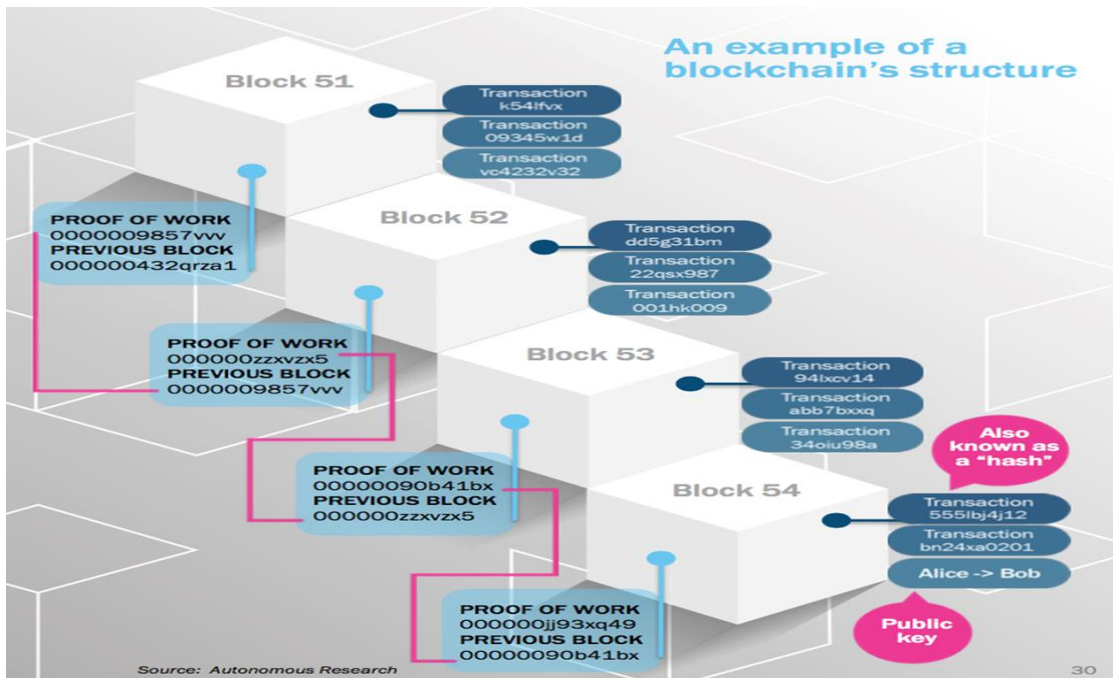 An example of a
blockchain's structure
Block 51
Transaction
k54lfvx
Transaction
09345w1d
Transaction
vc4232v32
PROOF OF WORK
0000009857vvv
PREVIOUS BLOCK
000000432qrza1
Block 52
Transaction
dd5g31bm
Transaction
22qsx987
Transaction
001hk009
PROOF OF WORK
000000zzxvzx5
PREVIOUS BLOCK
0000009857vvv
Block 53
Transaction
94lxcv14
Transaction
abb7bxxq
Transaction
34oiu98a
PROOF OF WORK
00000090b41bx
PREVIOUS BLOCK
000000zzxvzx5
Also
known as
a "hash"
Block 54
Transaction
555lbj4j12
Transaction
bn24xa0201
Alice -> Bob
PROOF OF WORK
000000jj93xq49
PREVIOUS BLOCK
00000090b41bx
Public
key
Source: Autonomous Research
30